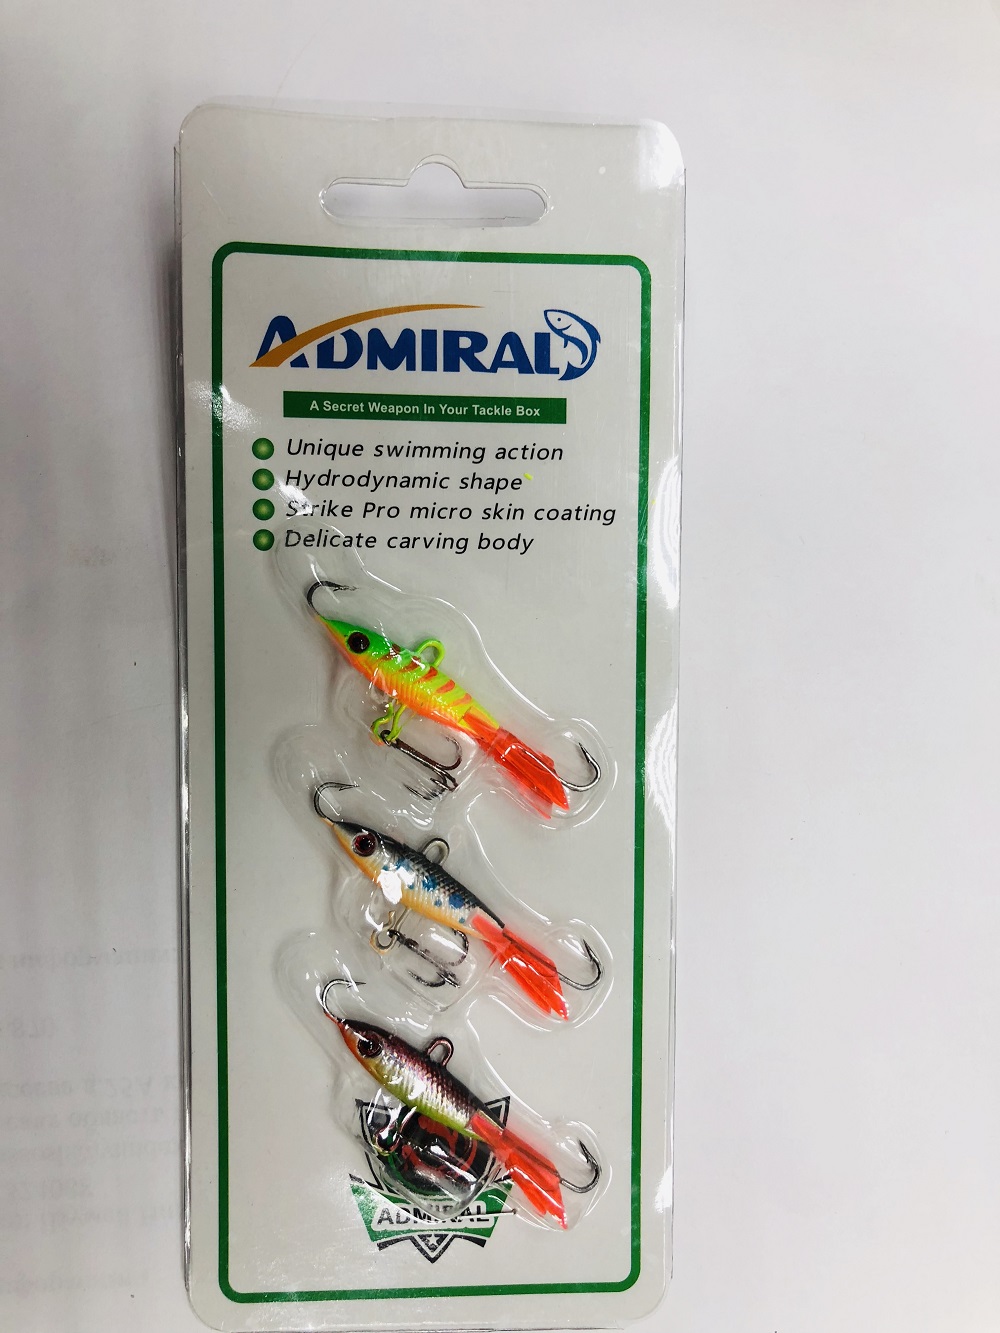 ADMIRAL
A Secret Weapon In Your Tackle Box
Unique swimming action
Hydrodynamic shape
Strike Pro micro skin coating
Delicate carving body
ADMIRAL